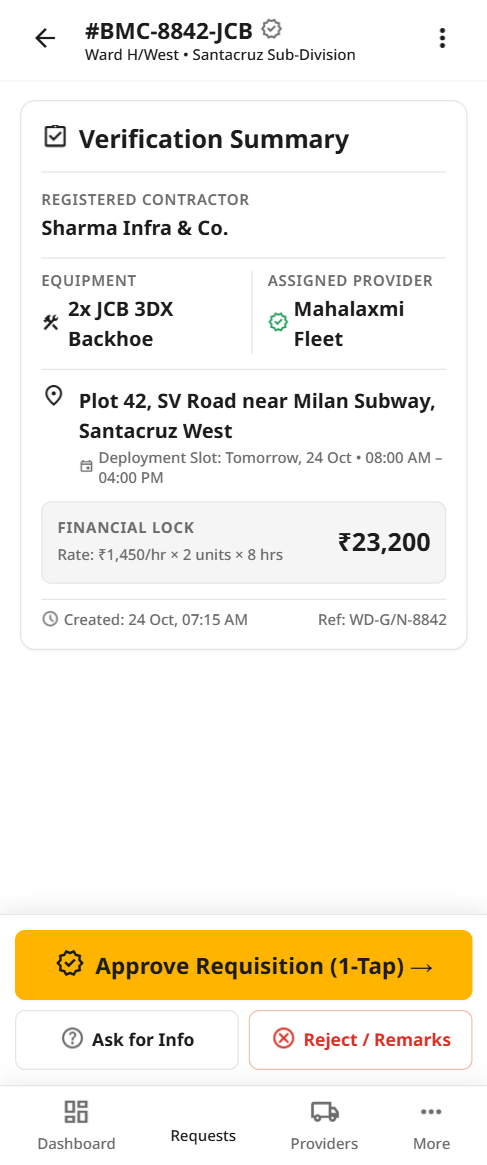 #BMC-8842-JCB
Ward H/West • Santacruz Sub-Division
Verification Summary
REGISTERED CONTRACTOR
Sharma Infra & Co.
EQUIPMENT
2x JCB 3DX
Backhoe
ASSIGNED PROVIDER
Mahalaxmi
Fleet
Plot 42, SV Road near Milan Subway,
Santacruz West
Deployment Slot: Tomorrow, 24 Oct • 08:00 AM –
04:00 PM
FINANCIAL LOCK
Rate: ₹1,450/hr × 2 units × 8 hrs
₹23,200
Created: 24 Oct, 07:15 AM
Ref: WD-G/N-8842
Approve Requisition (1-Tap) →
Ask for Info
Reject / Remarks
Dashboard
Requests
Providers
More